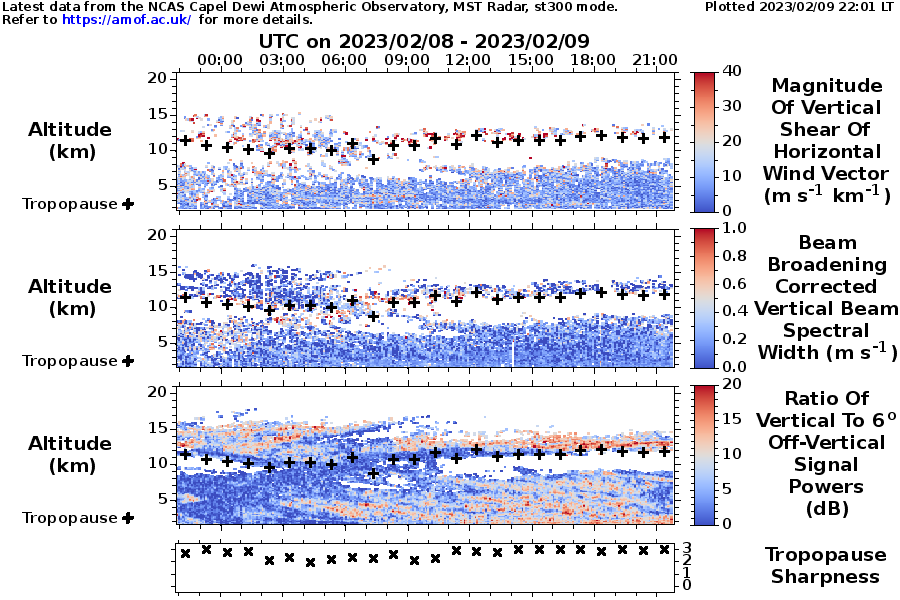 Latest data from the NCAS Capel Dewi Atmospheric Observatory, MST Radar, st300 mode.
Plotted 2023/02/09 22:01 LT
Refer to https://amof.ac.uk/ for more details.
UTC on 2023/02/08 - 2023/02/09
00:00 03:00 06:00 09:00 12:00 15:00 18:00 21:00
20
15
10
5
Altitude
(km)
Tropopause
40
30
20
10
0
Magnitude
Of Vertical
Shear Of
Horizontal
Wind Vector
(m s-1 km-1)
20
15
10
5
Altitude
(km)
Tropopause
1.0
0.8
0.6
0.4
0.2
0.0
Beam
Broadening
Corrected
Vertical Beam
Spectral
Width (m s-1)
20
15
10
5
Altitude
(km)
Tropopause
20
15
10
5
0
Ratio Of
Vertical To 6o
Off-Vertical
Signal
Powers
(dB)
3
2
1
0
Tropopause
Sharpness